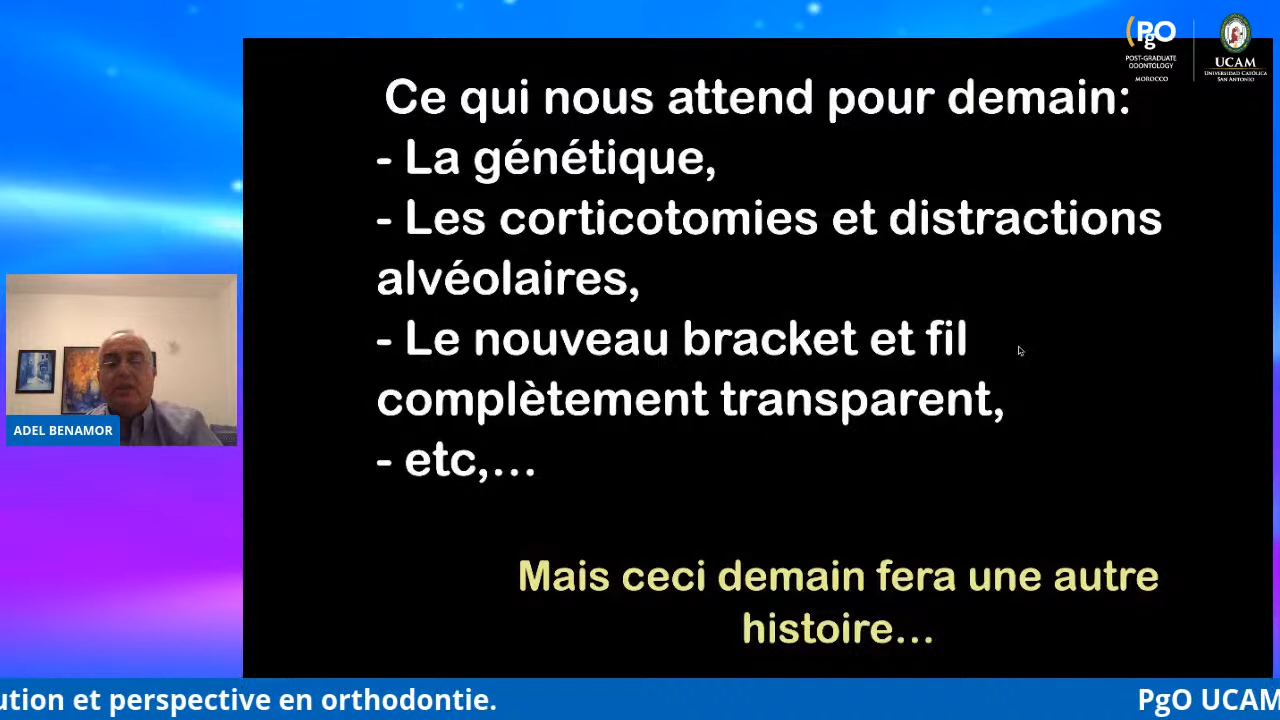 PgO
POST-GRADUATE
ODONTOLOGY
MOROCCO
UCAM
UNIVERSIDAD CATÓLICA
SAN ANTONIO
Ce qui nous attend pour demain:
- La génétique,
- Les corticotomies et distractions
alvéolaires,
- Le nouveau bracket et fil
complètement transparent,
- etc,...
Mais ceci demain fera une autre
histoire...
ADEL BENAMOR
ution et perspective en orthodontie.
PgO UCAM